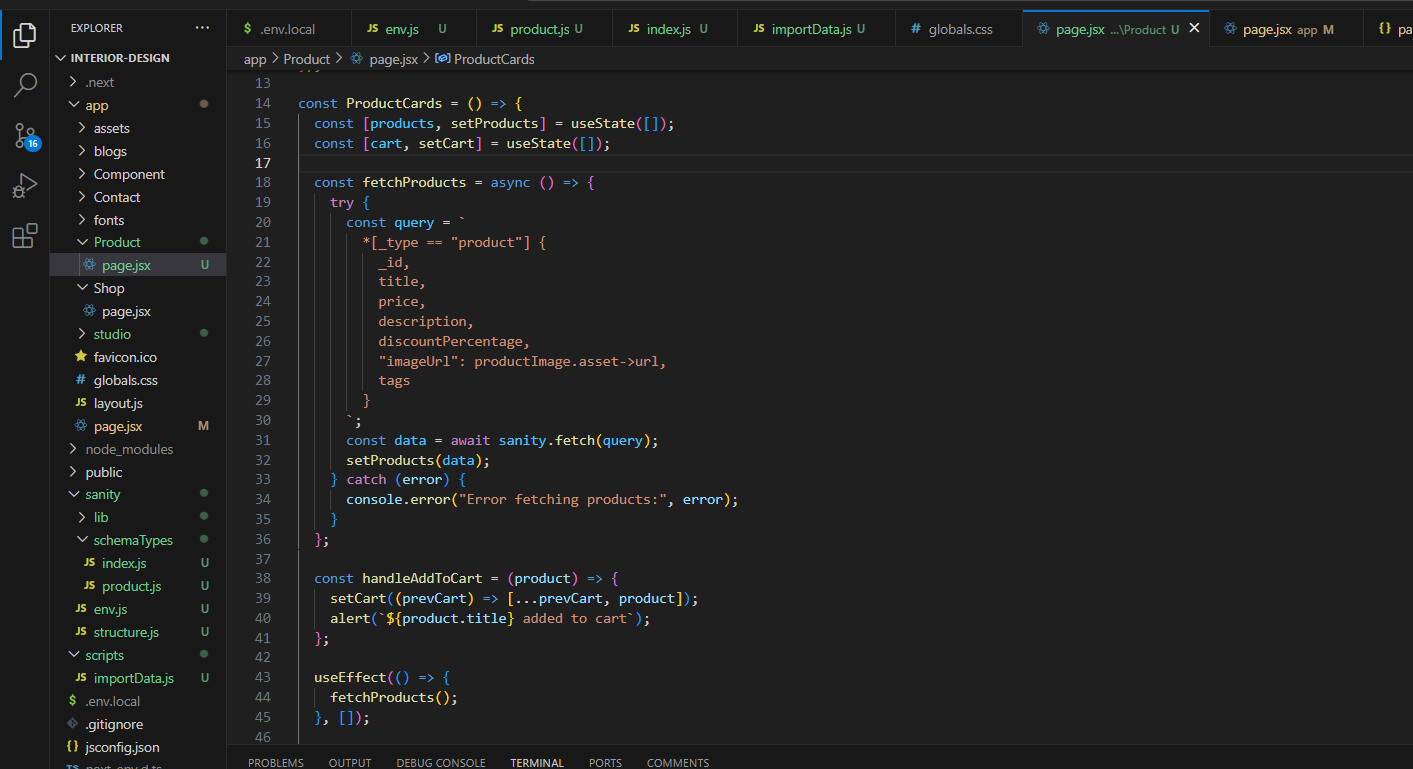 EXPLORER ...
INTERIOR-DESIGN
.next
app
assets
blogs
Component
Contact
fonts
Product
page.jsx U
Shop
page.jsx
studio
favicon.ico
# globals.css
JS layout.js
page.jsx M
node_modules
public
sanity
lib
schemaTypes
JS index.js U
JS product.js U
JS env.js U
JS structure.js U
scripts
JS importData.js U
$ .env.local
.gitignore
{} jsconfig.json
TS next-env.d.ts
16
$ .env.local
JS env.js U
JS product.js U
JS index.js U
JS importData.js U
# globals.css
page.jsx ...\Product U
page.jsx app M
{} pa
app > Product > page.jsx > ProductCards
13
14 const ProductCards = () => {
15 const [products, setProducts] = useState([]);
16 const [cart, setCart] = useState([]);
17
18 const fetchProducts = async () => {
19 try {
20 const query = `
21 *[_type == "product"] {
22 _id,
23 title,
24 price,
25 description,
26 discountPercentage,
27 "imageUrl": productImage.asset->url,
28 tags
29 }
30 `;
31 const data = await sanity.fetch(query);
32 setProducts(data);
33 } catch (error) {
34 console.error("Error fetching products:", error);
35 }
36 };
37
38 const handleAddToCart = (product) => {
39 setCart((prevCart) => [...prevCart, product]);
40 alert(`${product.title} added to cart`);
41 };
42
43 useEffect(() => {
44 fetchProducts();
45 }, []);
46
PROBLEMS OUTPUT DEBUG CONSOLE TERMINAL PORTS COMMENTS